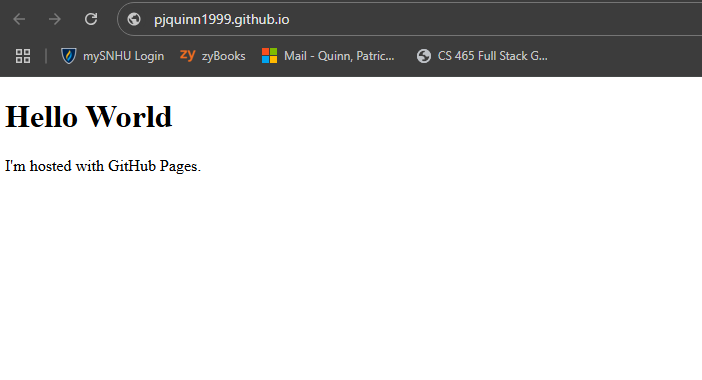 pjquinn1999.github.io
mySNHU Login zy zyBooks Mail - Quinn, Patric... CS 465 Full Stack G...
Hello World
I'm hosted with GitHub Pages.